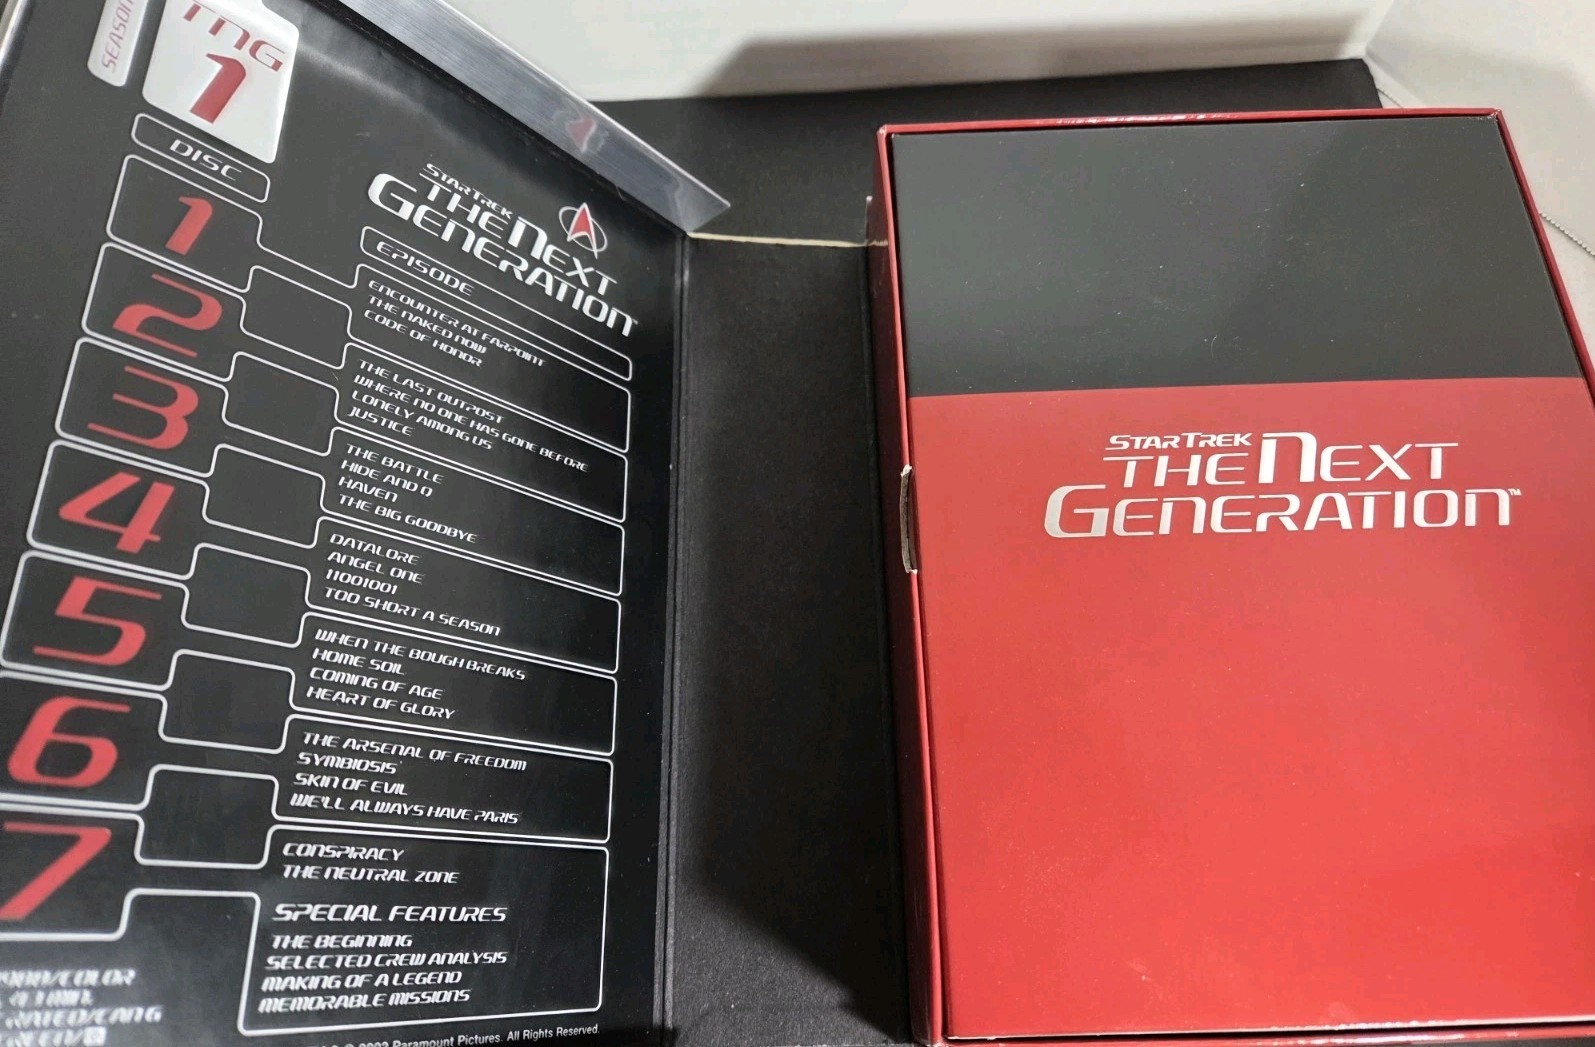 SEASON
TNG
1
DISC
STAR TREK
THE NEXT
GENERATION
EPISODE
1
ENCOUNTER AT FARPOINT
THE NAKED NOW
CODE OF HONOR
2
THE LAST OUTPOST
WHERE NO ONE HAS GONE BEFORE
LONELY AMONG US
JUSTICE
3
THE BATTLE
HIDE AND Q
HAVEN
THE BIG GOODBYE
4
DATALORE
ANGEL ONE
11001001
TOO SHORT A SEASON
5
WHEN THE BOUGH BREAKS
HOME SOIL
COMING OF AGE
HEART OF GLORY
6
THE ARSENAL OF FREEDOM
SYMBIOSIS
SKIN OF EVIL
WE'LL ALWAYS HAVE PARIS
7
CONSPIRACY
THE NEUTRAL ZONE
SPECIAL FEATURES
THE BEGINNING
SELECTED CREW ANALYSIS
MAKING OF A LEGEND
MEMORABLE MISSIONS
/COLOR
RATED/CAN G
Paramount Pictures. All Rights Reserved.
STAR TREK
THE NEXT
GENERATION™